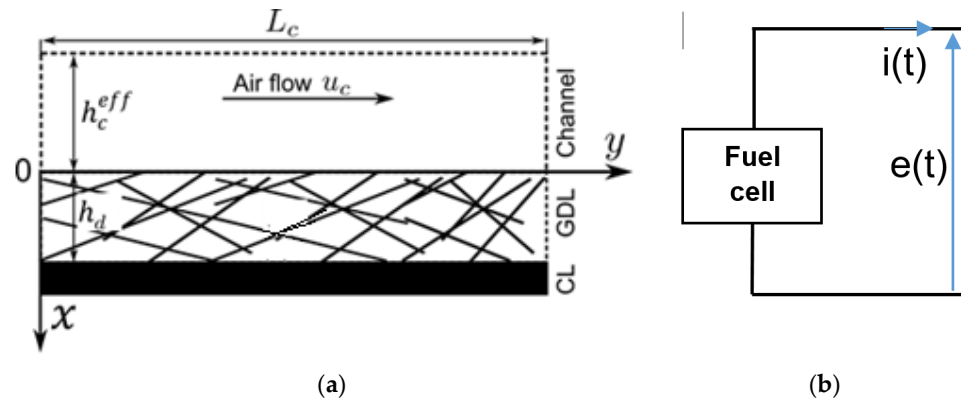 L_c
h_c^{eff}
Air flow u_c
Channel
0
y
h_d
GDL
CL
x
(a)
i(t)
Fuel
cell
e(t)
(b)